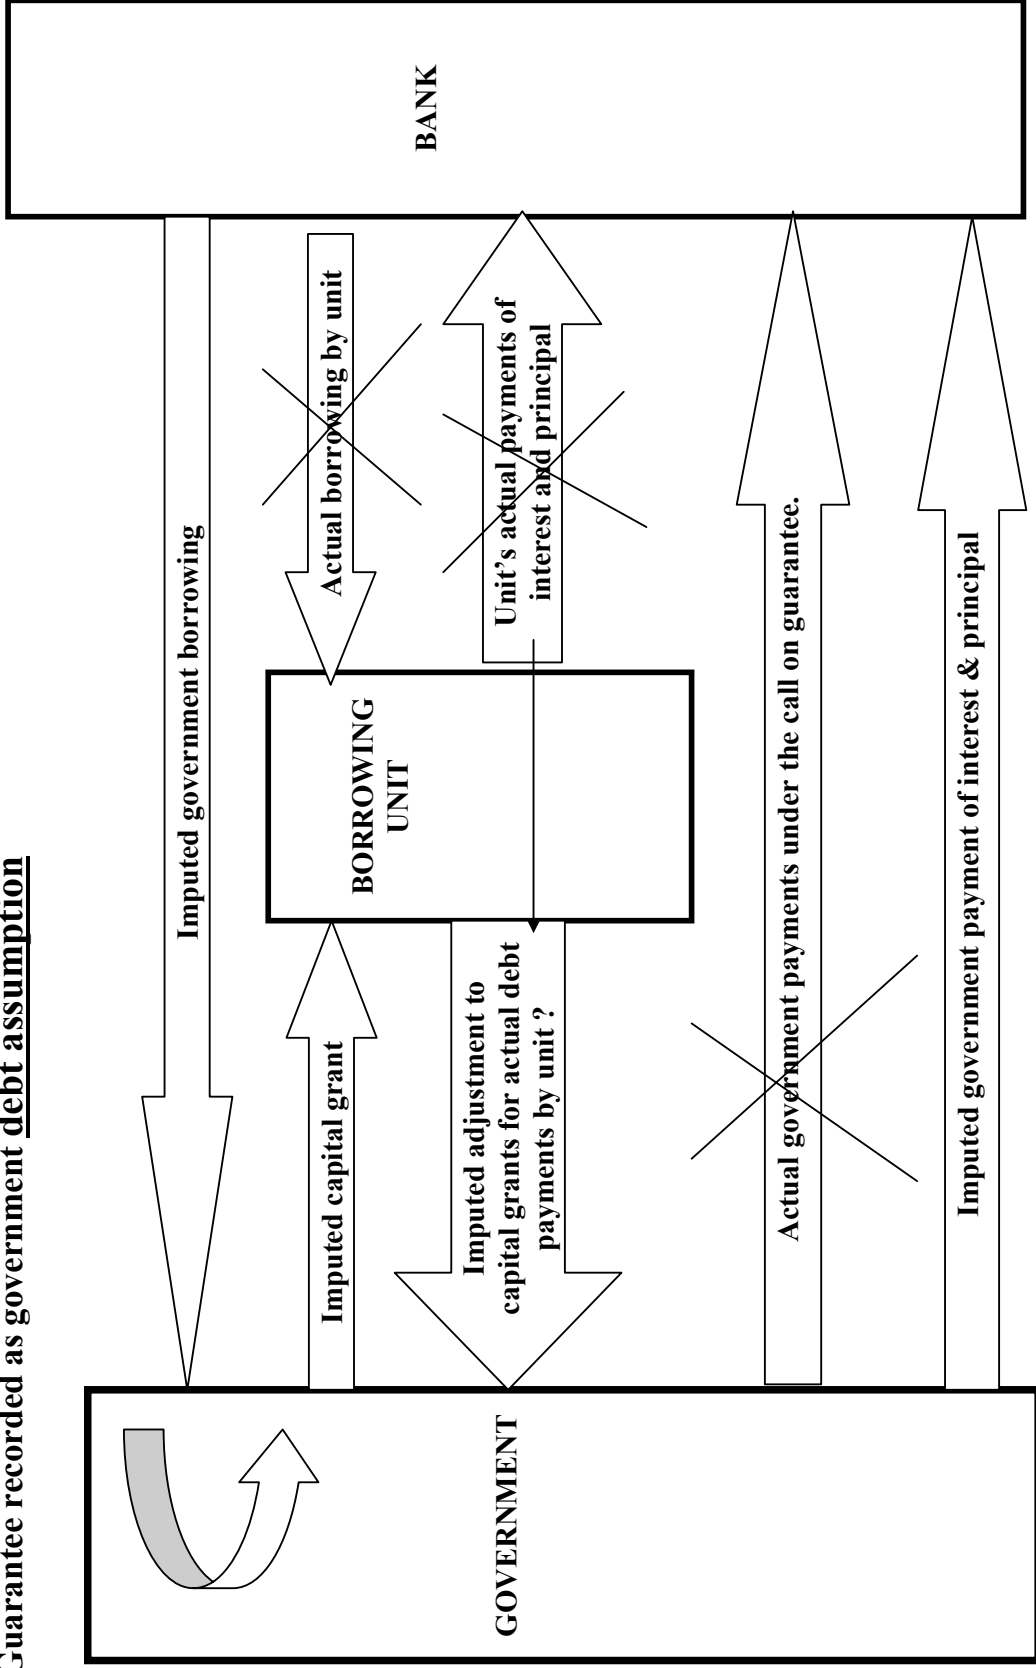 Guarantee recorded as government debt assumption
Imputed government borrowing
Imputed capital grant
BORROWING
UNIT
Actual borrowing by unit
BANK
GOVERNMENT
Imputed adjustment to
capital grants for actual debt
payments by unit ?
Unit’s actual payments of
interest and principal
Actual government payments under the call on guarantee.
Imputed government payment of interest & principal